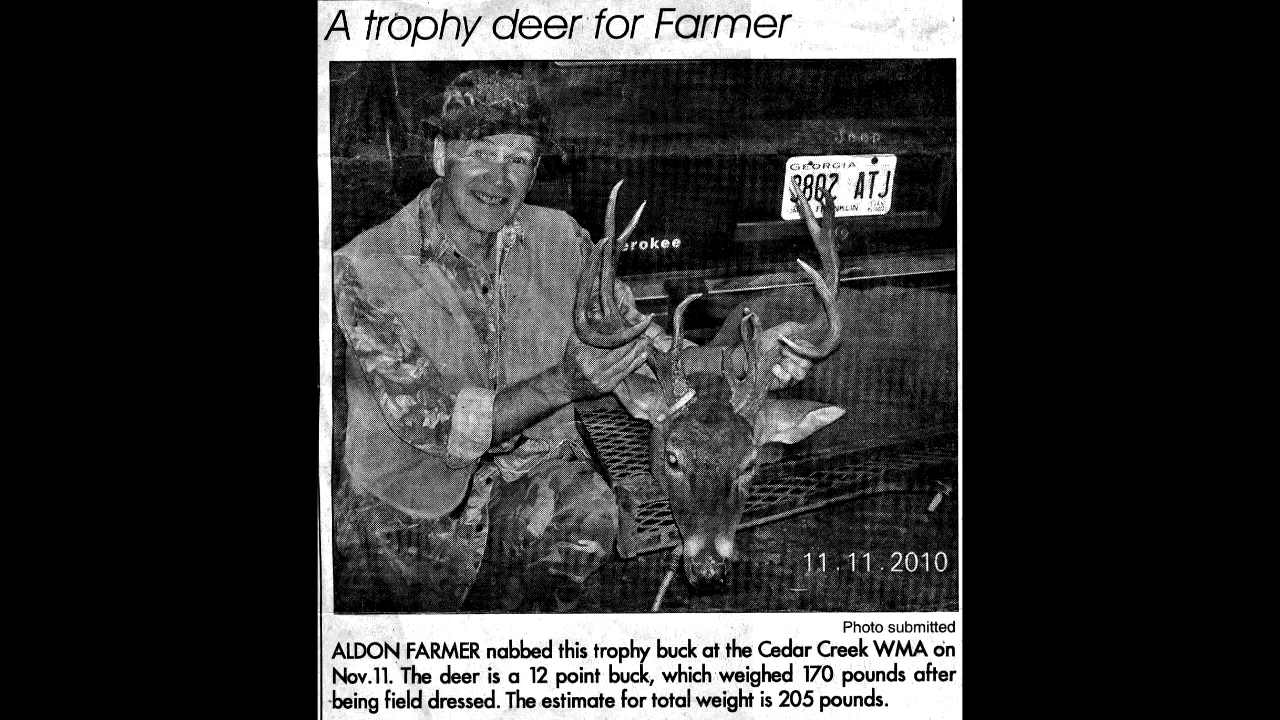 A trophy deer for Farmer
Jeep
GEORGIA
9802 ATJ
FRANKLIN
erokee
11.11.2010
Photo submitted
ALDON FARMER nabbed this trophy buck at the Cedar Creek WMA on
Nov.11. The deer is a 12 point buck, which weighed 170 pounds after
being field dressed. The estimate for total weight is 205 pounds.